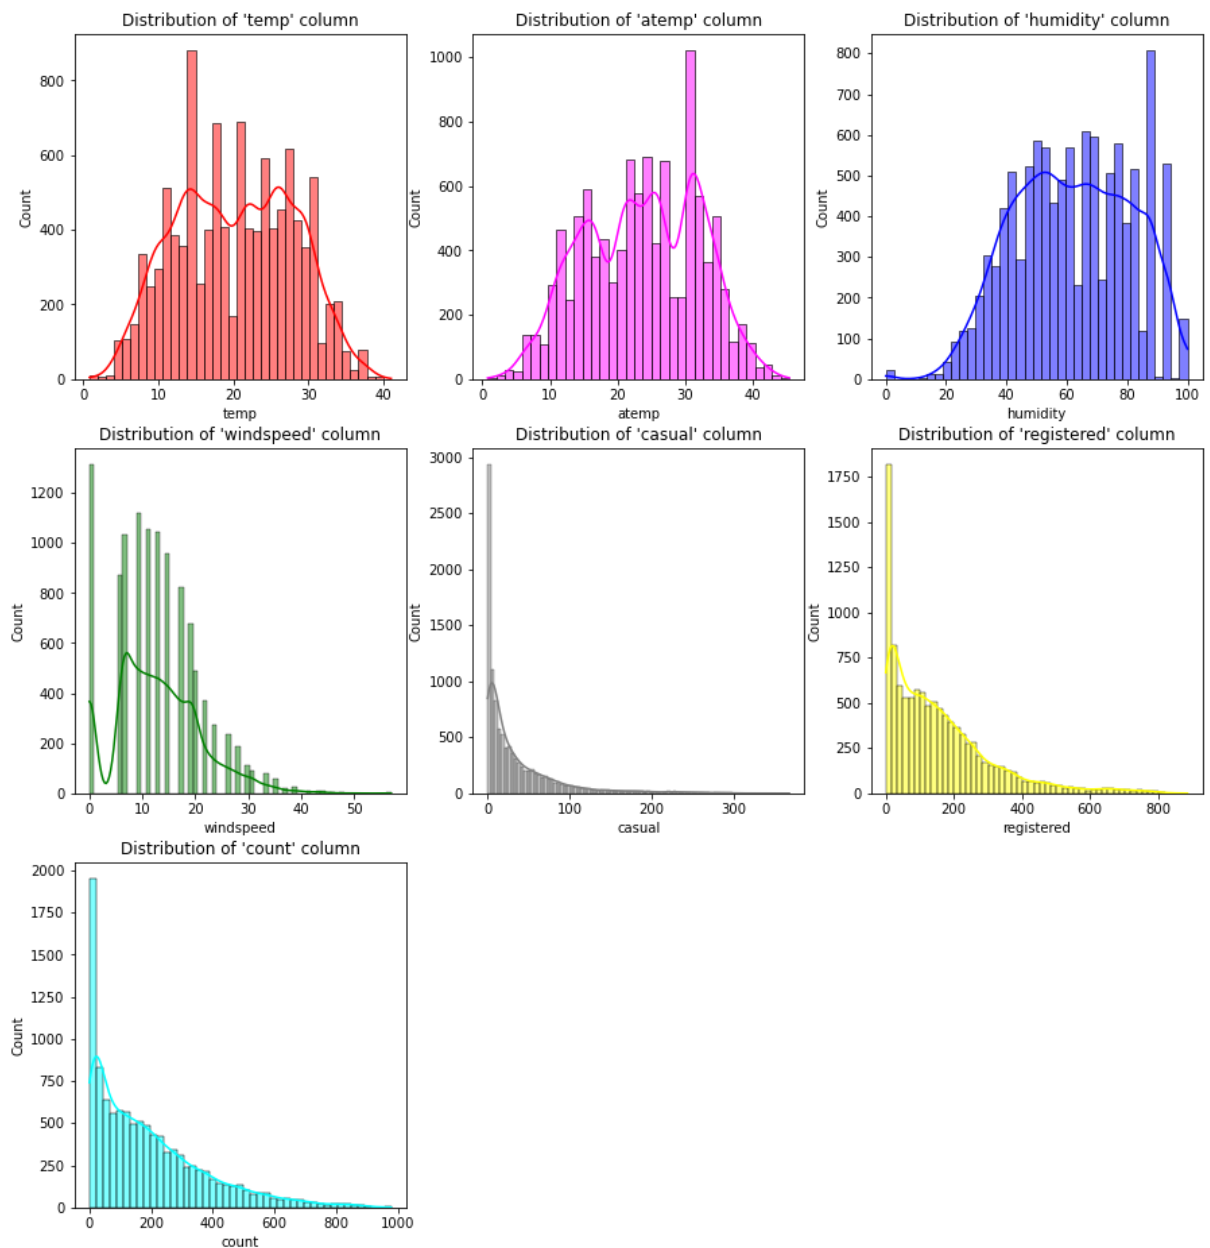 Distribution of 'temp' column
Count
800
600
400
200
0
0 10 20 30 40
temp
Distribution of 'atemp' column
Count
1000
800
600
400
200
0
0 10 20 30 40
atemp
Distribution of 'humidity' column
Count
800
700
600
500
400
300
200
100
0
0 20 40 60 80 100
humidity
Distribution of 'windspeed' column
Count
1200
1000
800
600
400
200
0
0 10 20 30 40 50
windspeed
Distribution of 'casual' column
Count
3000
2500
2000
1500
1000
500
0
0 100 200 300
casual
Distribution of 'registered' column
Count
1750
1500
1250
1000
750
500
250
0
0 200 400 600 800
registered
Distribution of 'count' column
Count
2000
1750
1500
1250
1000
750
500
250
0
0 200 400 600 800 1000
count